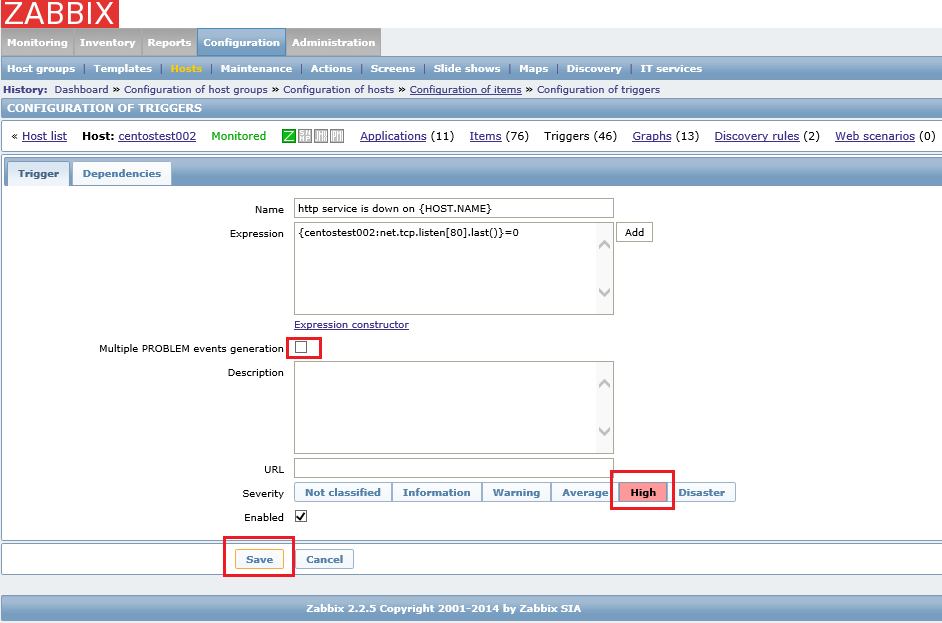 ZABBIX
Monitoring Inventory Reports Configuration Administration
Host groups | Templates | Hosts | Maintenance | Actions | Screens | Slide shows | Maps | Discovery | IT services
History: Dashboard » Configuration of host groups » Configuration of hosts » Configuration of items » Configuration of triggers
CONFIGURATION OF TRIGGERS
« Host list Host: centostest002 Monitored Z Applications (11) Items (76) Triggers (46) Graphs (13) Discovery rules (2) Web scenarios (0)
Trigger Dependencies
Name http service is down on {HOST.NAME}
Expression {centostest002:net.tcp.listen[80].last()}=0 Add
Expression constructor
Multiple PROBLEM events generation
Description
URL
Severity Not classified Information Warning Average High Disaster
Enabled
Save Cancel
Zabbix 2.2.5 Copyright 2001-2014 by Zabbix SIA